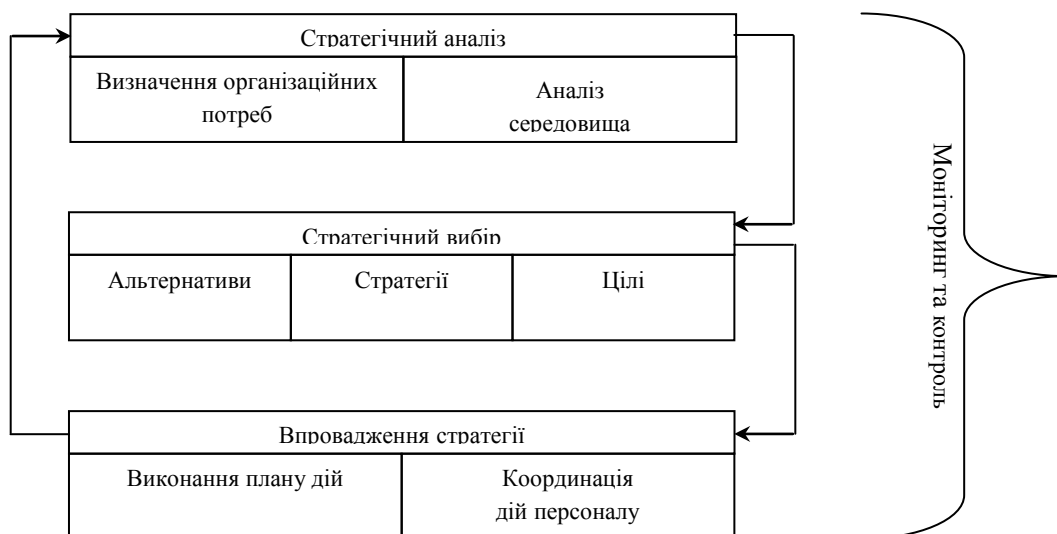 Стратегічний аналіз
Визначення організаційних
потреб
Аналіз
середовища
Стратегічний вибір
Альтернативи
Стратегії
Цілі
Впровадження стратегії
Виконання плану дій
Координація
дій персоналу
Моніторинг та контроль